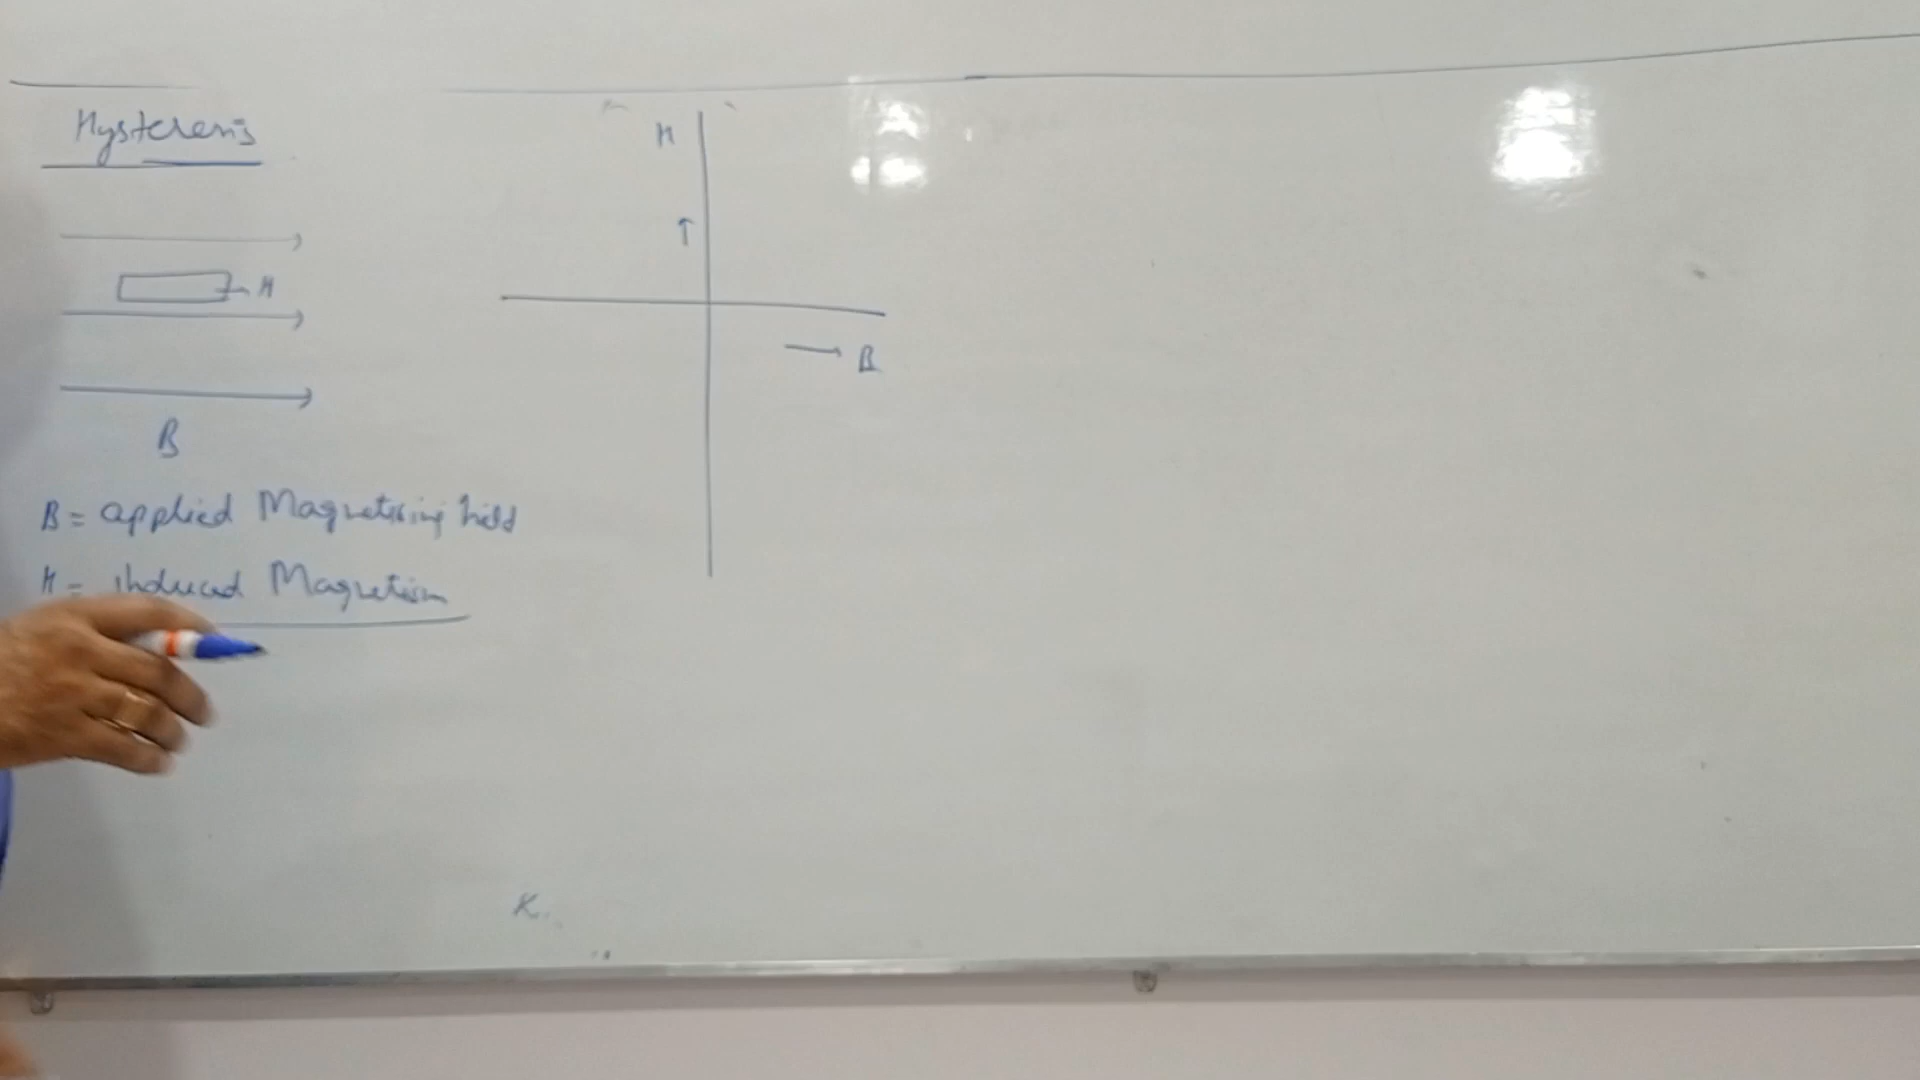 Hysteresis
M
B
B = applied Magnetising field
M = induced Magnetism
M
B
K